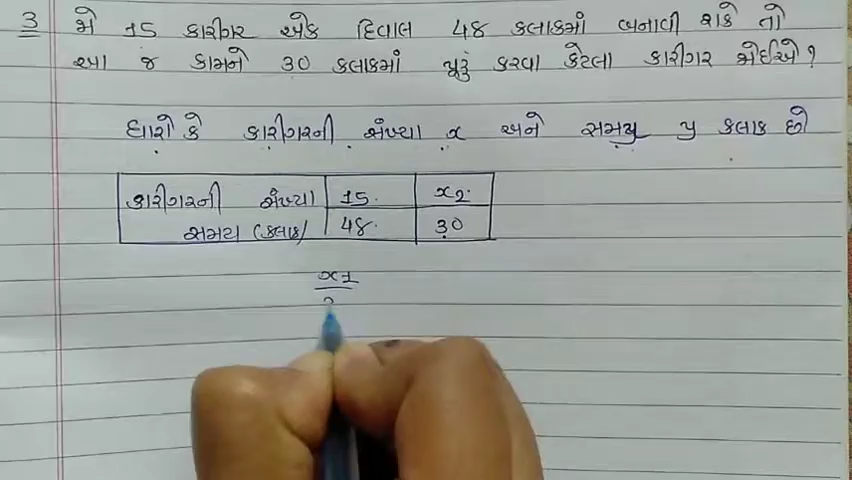 3 જો 15 કારીગર એક દિવાલ 48 કલાકમાં બનાવી શકે તો
આ જ કામને 30 કલાકમાં પૂરું કરવા કેટલા કારીગર જોઈએ?
ધારો કે કારીગરની સંખ્યા x અને સમય y કલાક છે
કારીગરની સંખ્યા 15 x2
સમય (કલાક) 48 30
x1